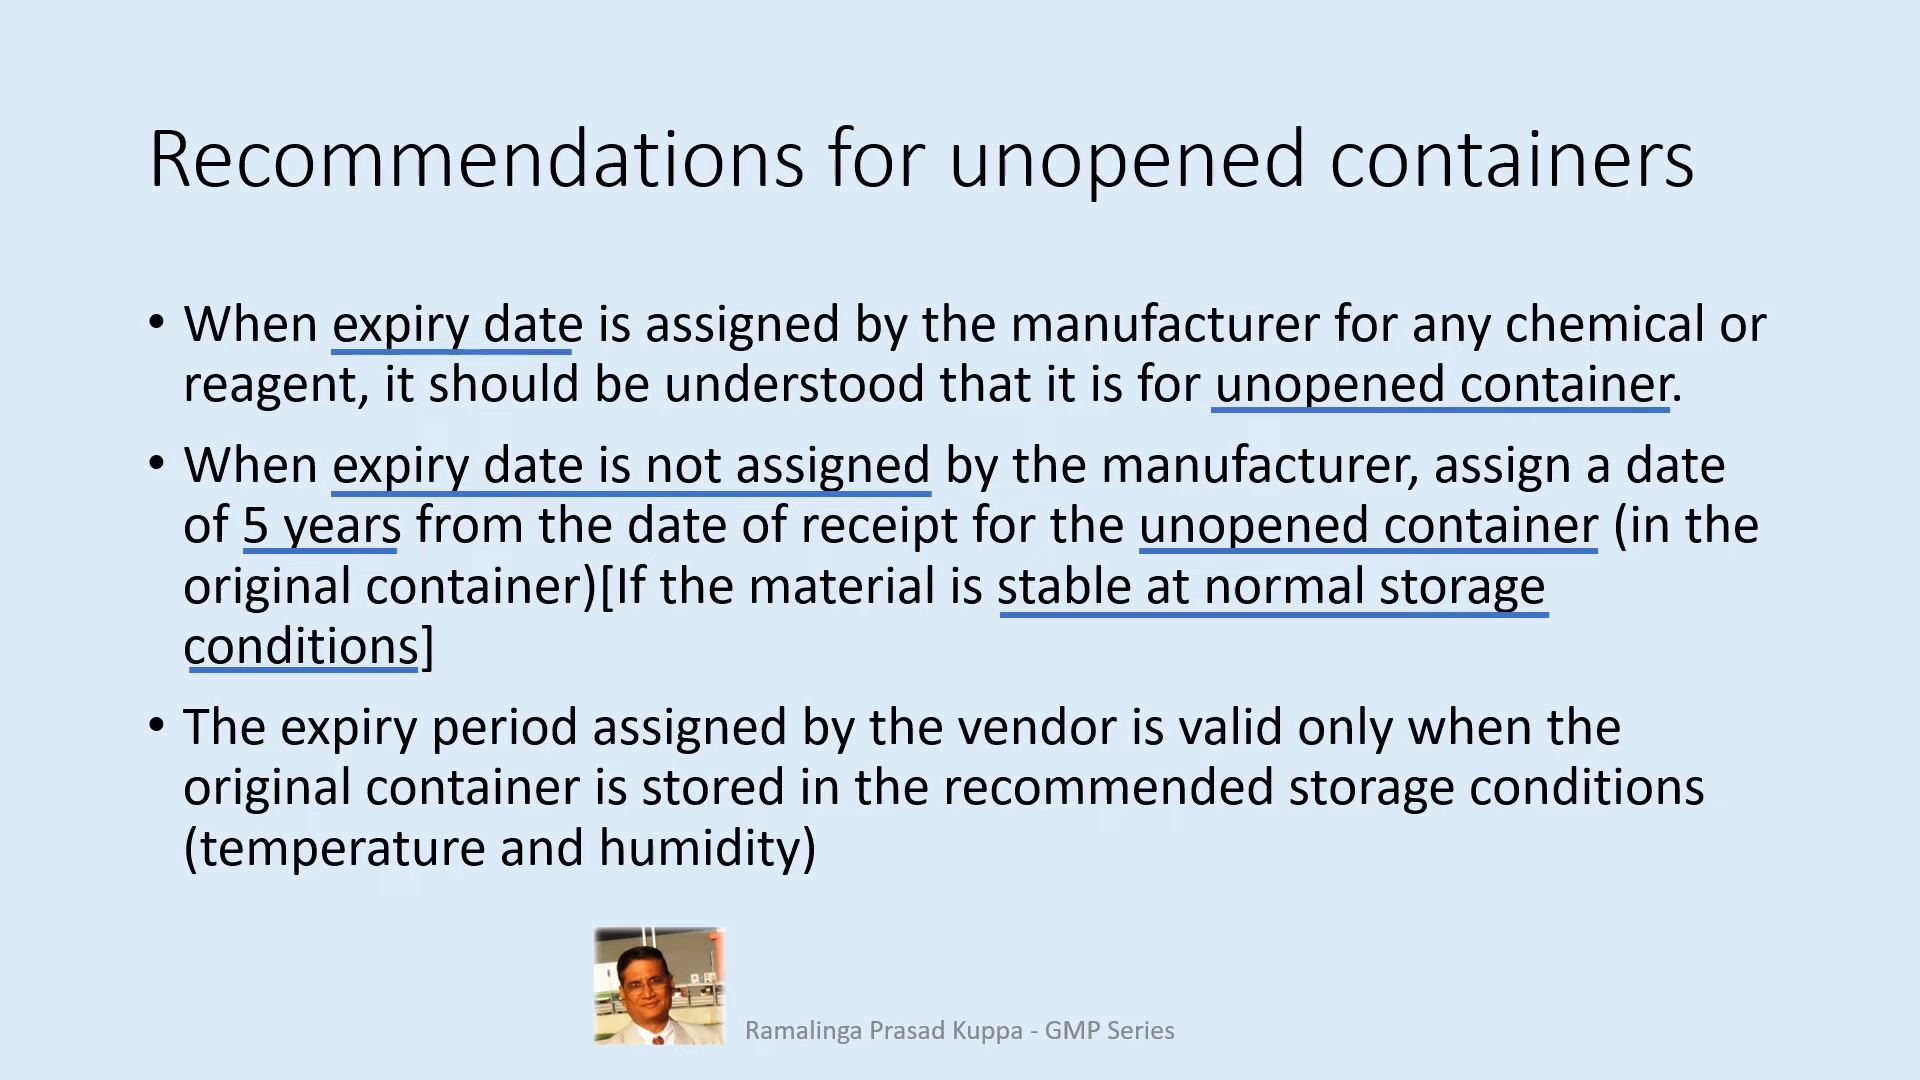 Recommendations for unopened containers
• When expiry date is assigned by the manufacturer for any chemical or
reagent, it should be understood that it is for unopened container.
• When expiry date is not assigned by the manufacturer, assign a date
of 5 years from the date of receipt for the unopened container (in the
original container)[If the material is stable at normal storage
conditions]
• The expiry period assigned by the vendor is valid only when the
original container is stored in the recommended storage conditions
(temperature and humidity)
Ramalinga Prasad Kuppa - GMP Series